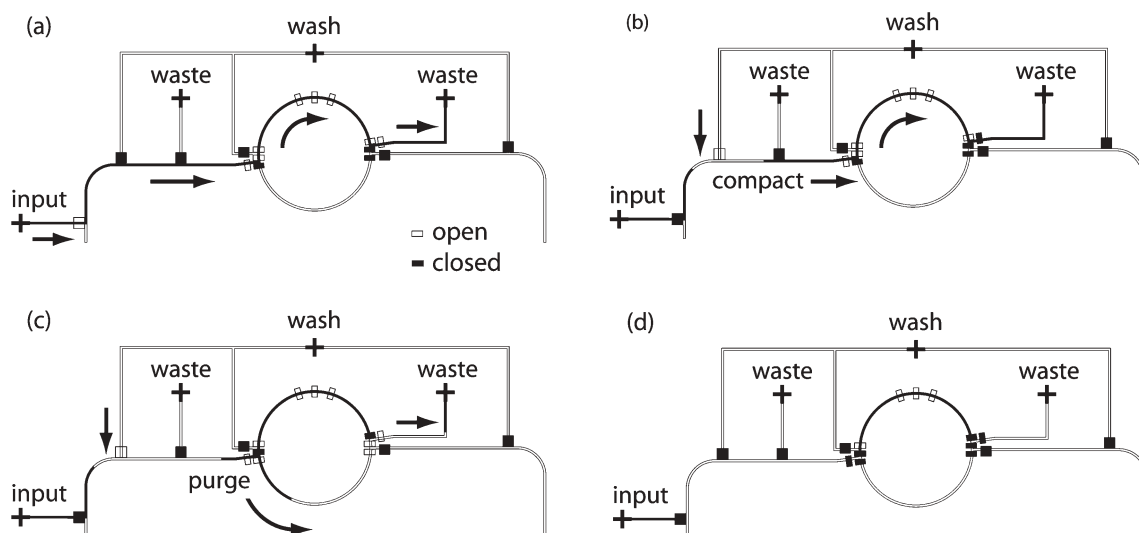 (a)
wash
waste
waste
input
open
closed
(b)
wash
waste
waste
compact
input
(c)
wash
waste
waste
input
purge
(d)
wash
waste
waste
input